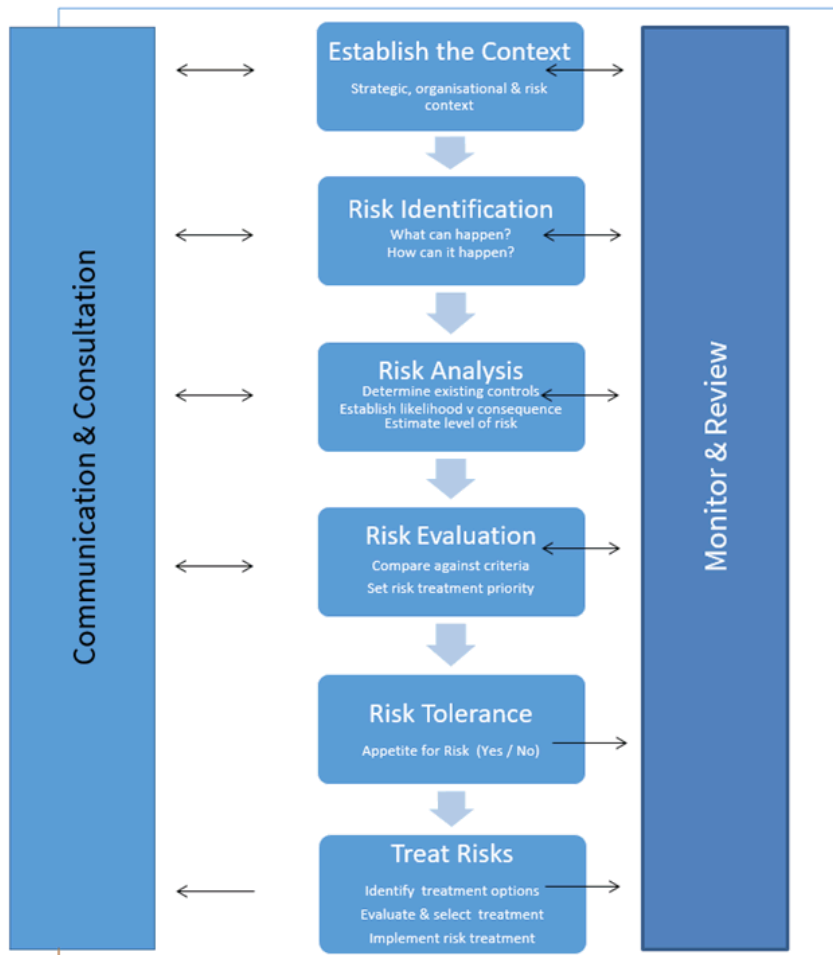 Communication & Consultation
Establish the Context
Strategic, organisational & risk
context
Risk Identification
What can happen?
How can it happen?
Risk Analysis
Determine existing controls
Establish likelihood v consequence
Estimate level of risk
Risk Evaluation
Compare against criteria
Set risk treatment priority
Risk Tolerance
Appetite for Risk (Yes / No)
Treat Risks
Identify treatment options
Evaluate & select treatment
Implement risk treatment
Monitor & Review